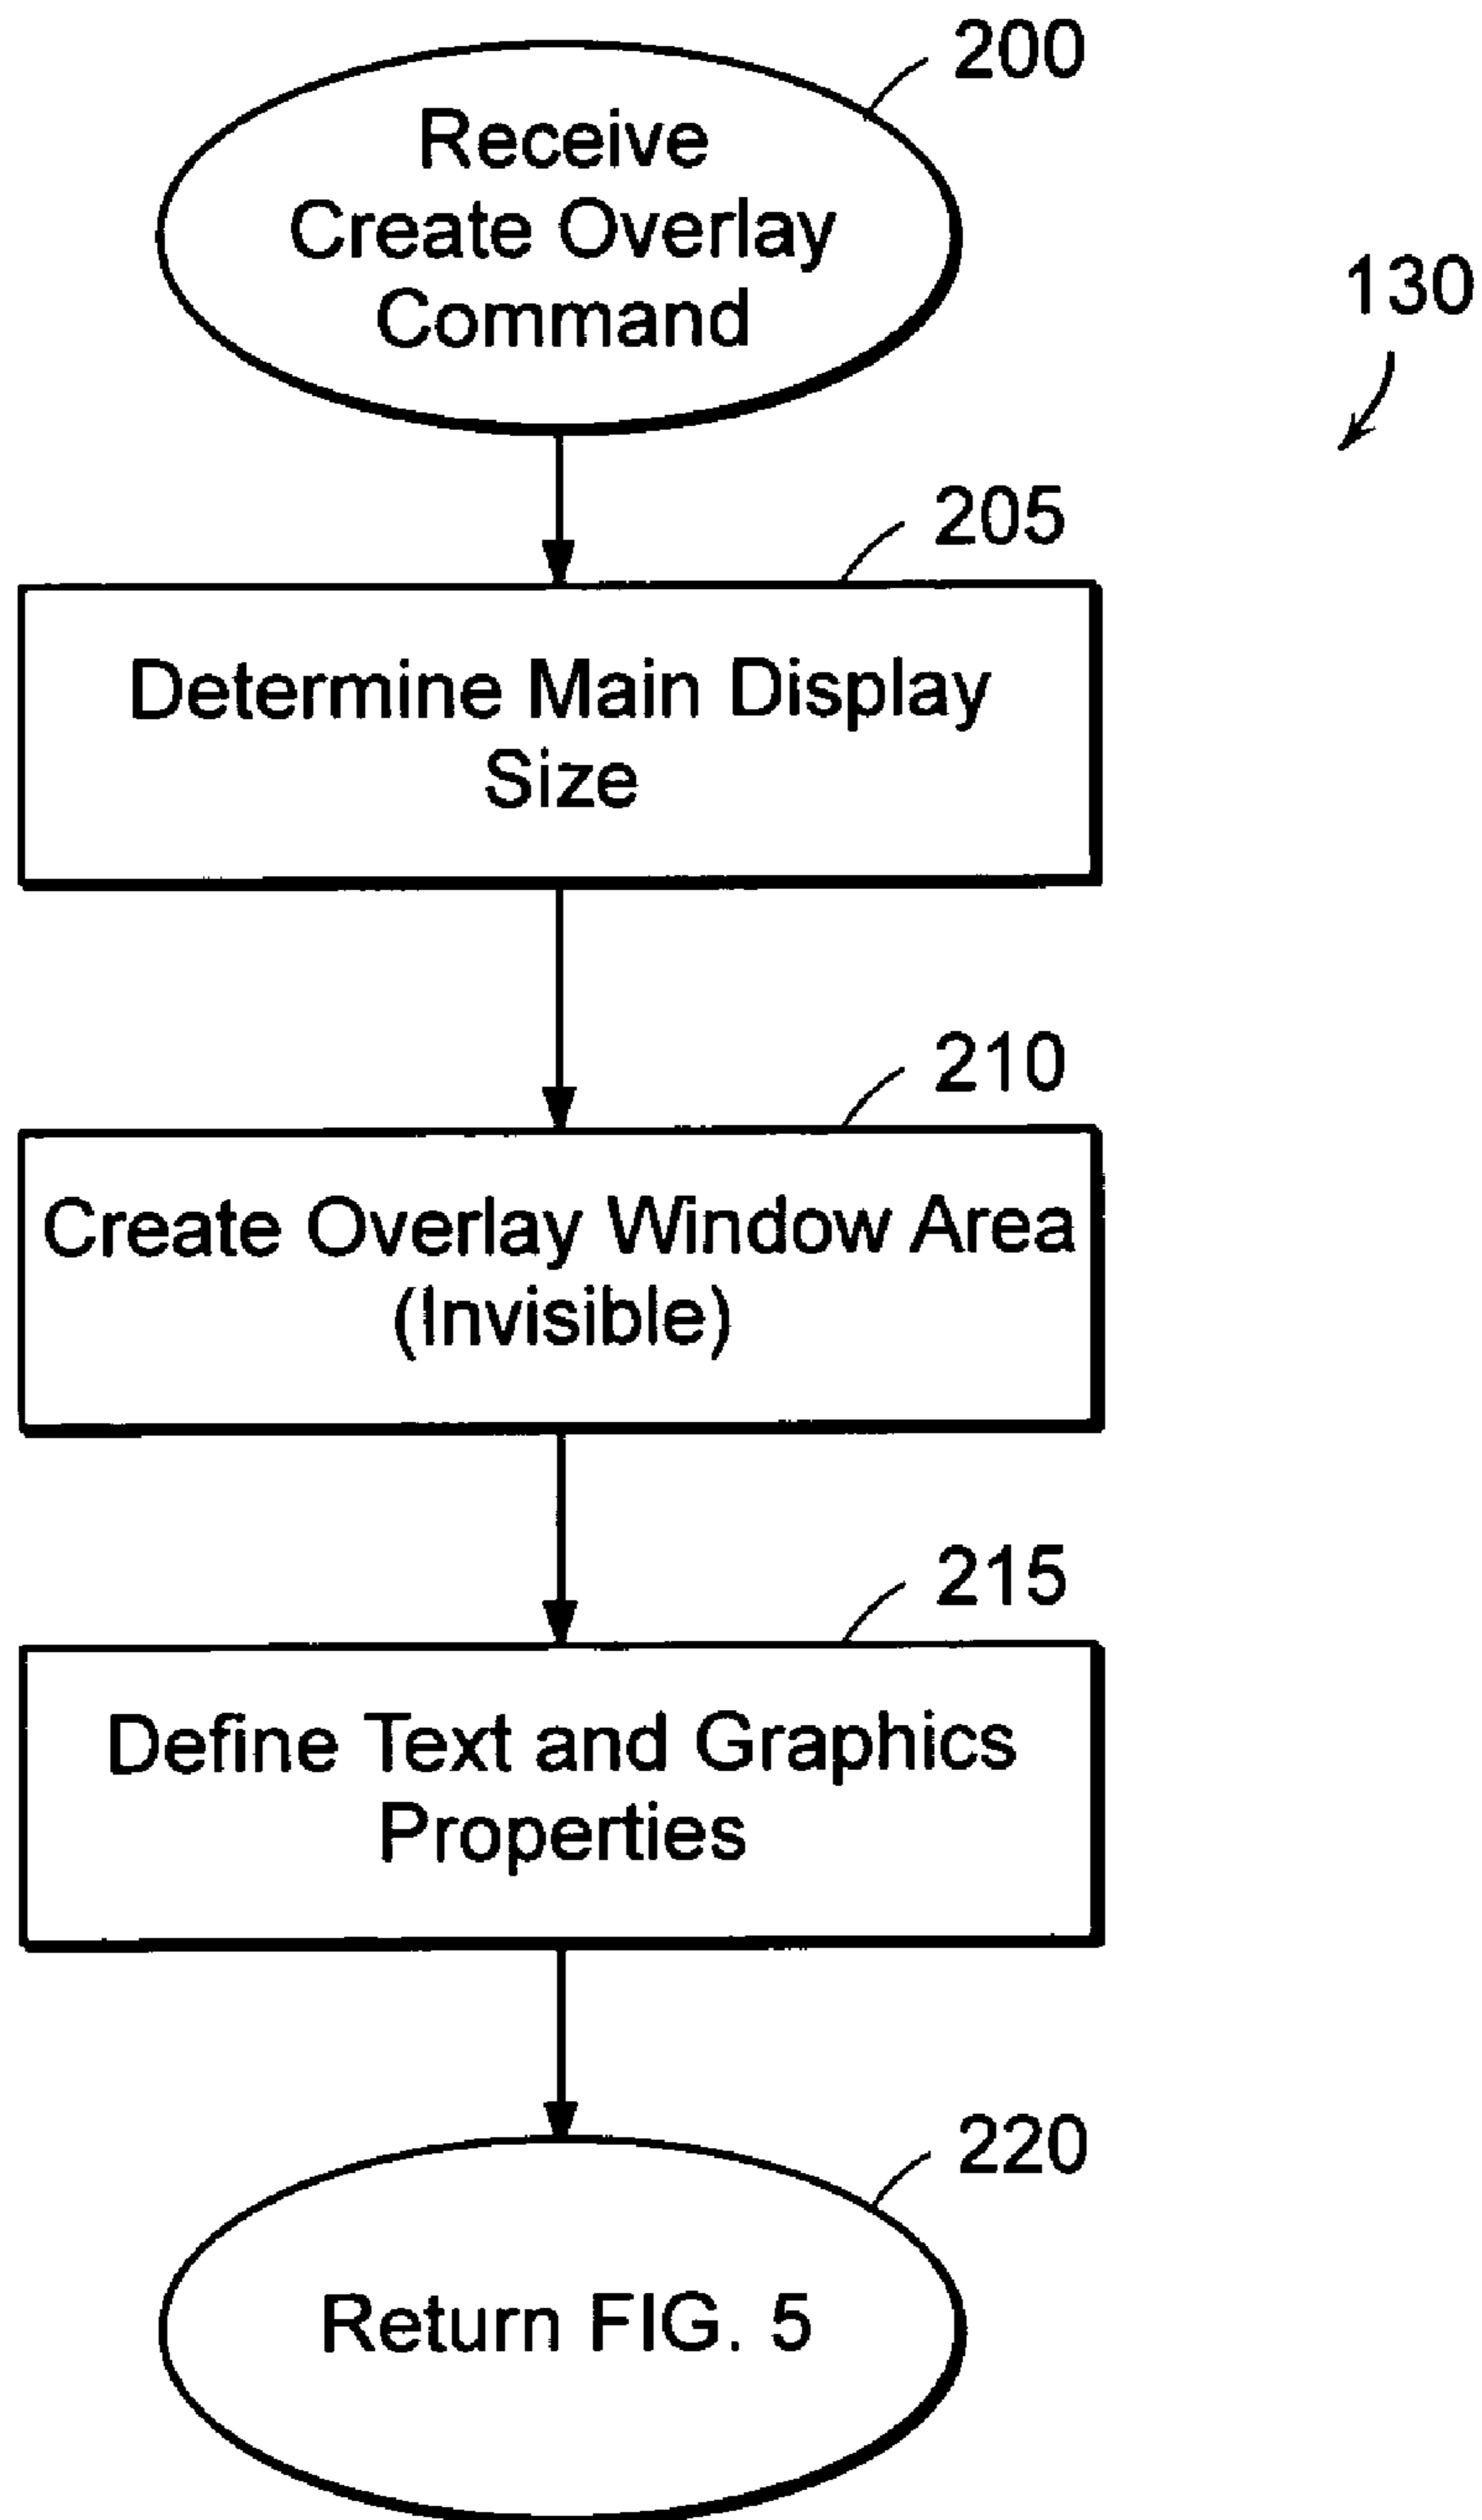 200
Receive
Create Overlay
Command
130
205
Determine Main Display
Size
210
Create Overlay Window Area
(Invisible)
215
Define Text and Graphics
Properties
220
Return FIG. 5